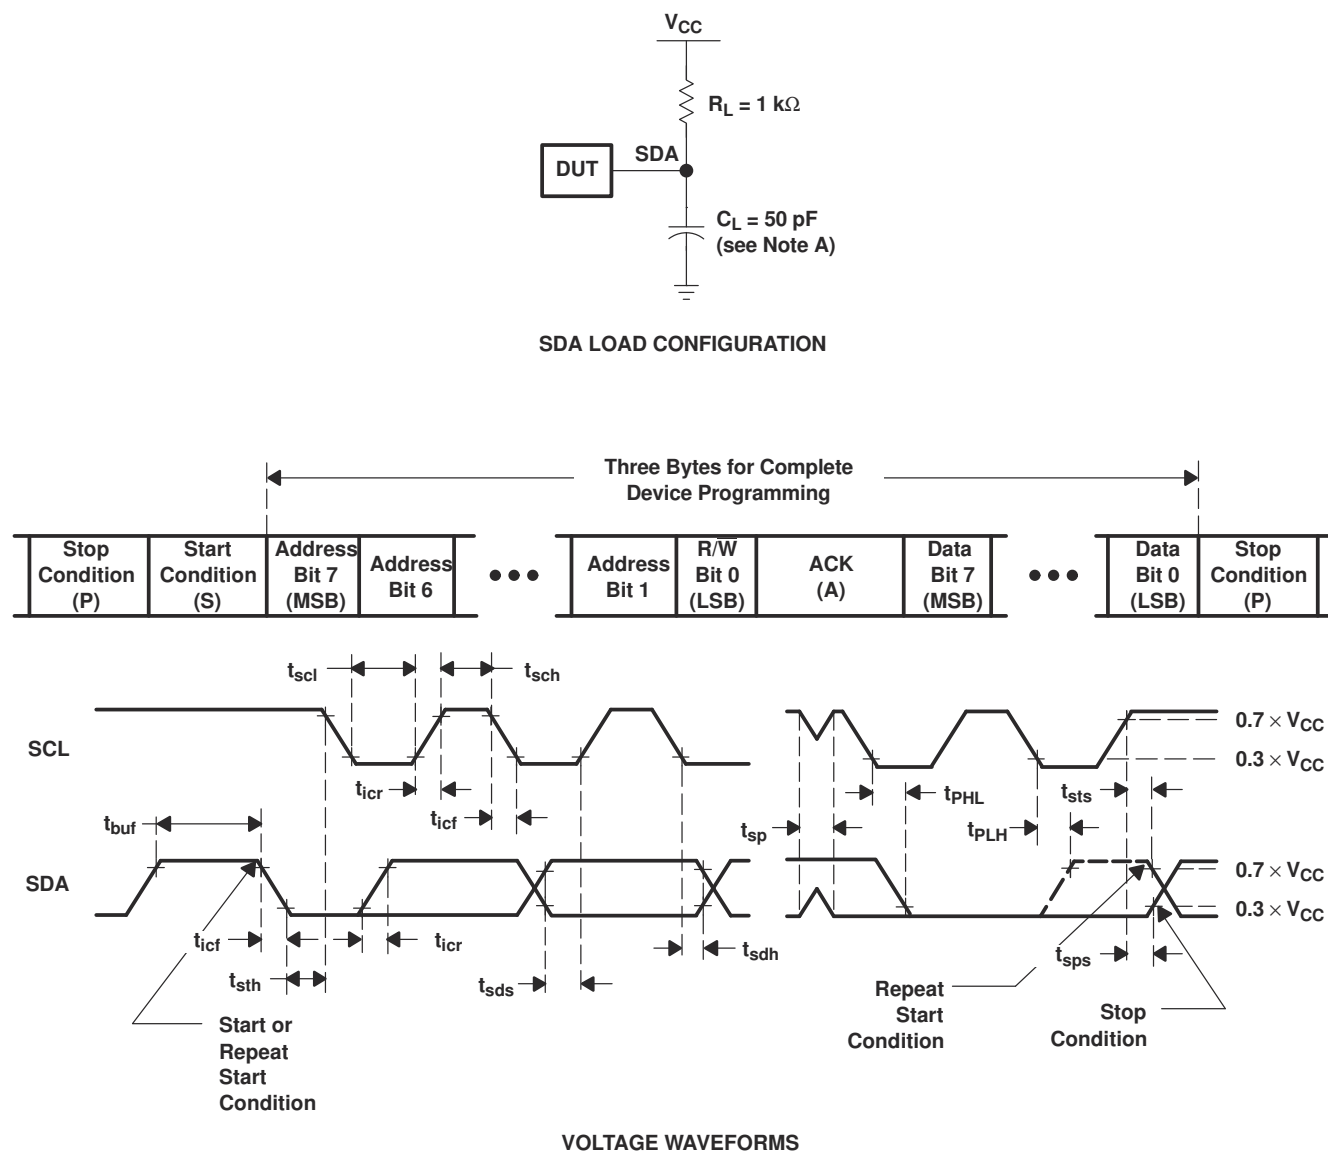 VCC
RL = 1 kΩ
DUT
SDA
CL = 50 pF
(see Note A)
SDA LOAD CONFIGURATION
Three Bytes for Complete
Device Programming
Stop
Condition
(P)
Start
Condition
(S)
Address
Bit 7
(MSB)
Address
Bit 6
Address
Bit 1
R/W̅
Bit 0
(LSB)
ACK
(A)
Data
Bit 7
(MSB)
Data
Bit 0
(LSB)
Stop
Condition
(P)
tscl
tsch
SCL
0.7 × VCC
0.3 × VCC
ticr
ticf
tPHL
tsts
tbuf
tsp
tPLH
SDA
0.7 × VCC
0.3 × VCC
ticf
ticr
tsdh
tsps
tsth
tsds
Start or
Repeat
Start
Condition
Repeat
Start
Condition
Stop
Condition
VOLTAGE WAVEFORMS